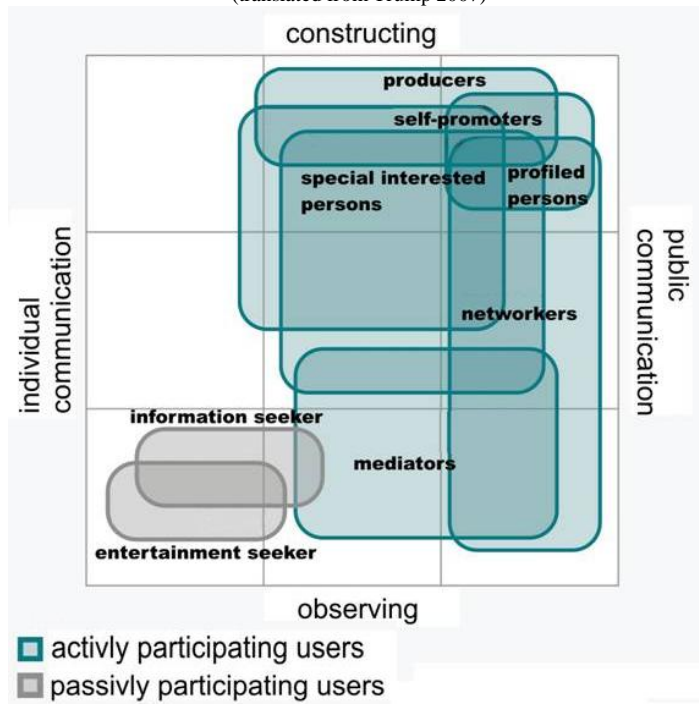 constructing
producers
self-promoters
special interested
persons
profiled
persons
individual
communication
public
communication
networkers
information seeker
mediators
entertainment seeker
observing
activly participating users
passivly participating users